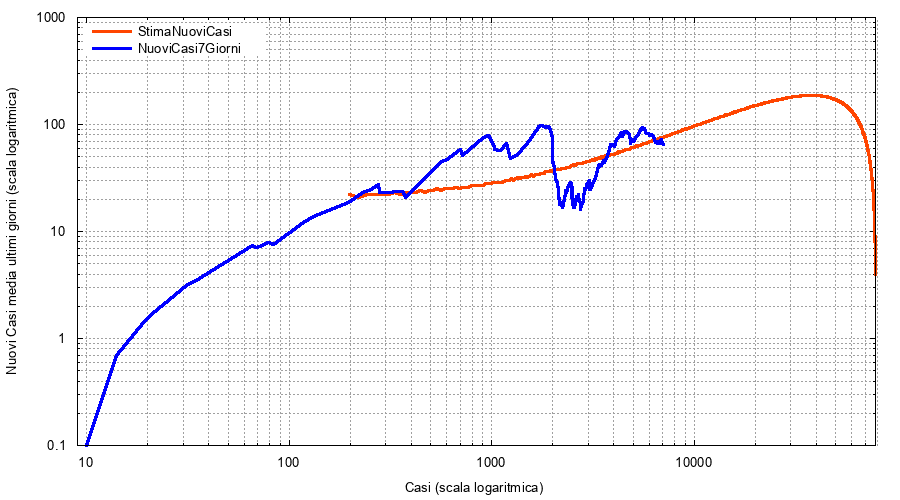 1000
StimaNuoviCasi
NuoviCasi7Giorni
100
10
1
0.1
Nuovi Casi media ultimi giorni (scala logaritmica)
10 100 1000 10000
Casi (scala logaritmica)